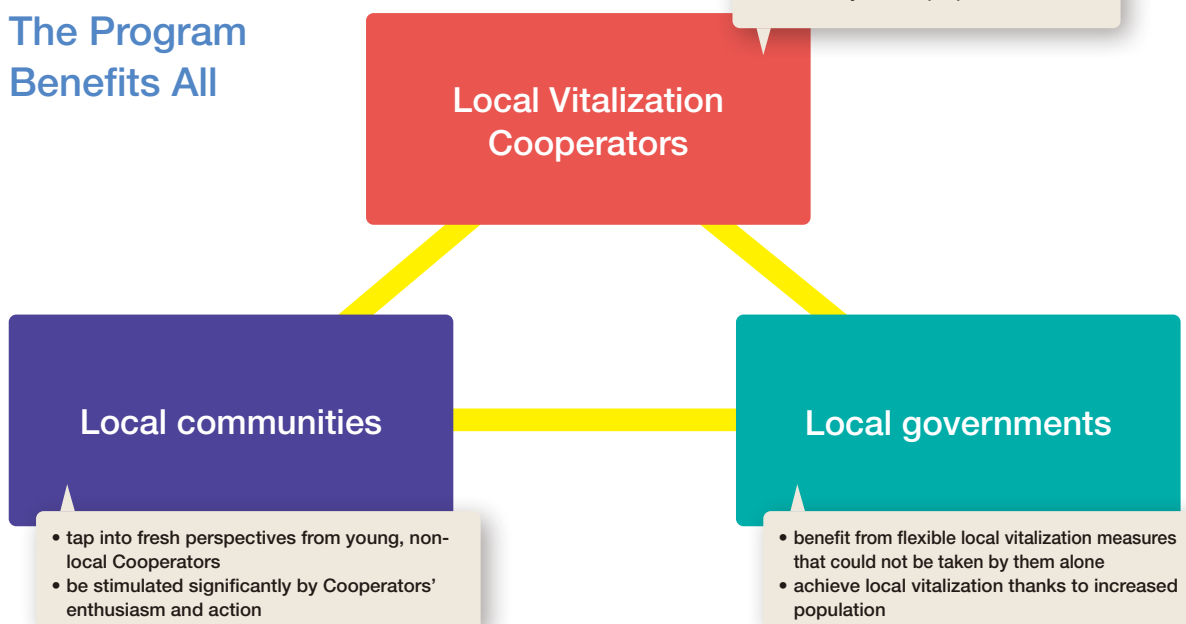 The Program
Benefits All
Local Vitalization
Cooperators
Local communities
Local governments
• tap into fresh perspectives from young, non-
local Cooperators
• be stimulated significantly by Cooperators’
enthusiasm and action
• benefit from flexible local vitalization measures
that could not be taken by them alone
• achieve local vitalization thanks to increased
population